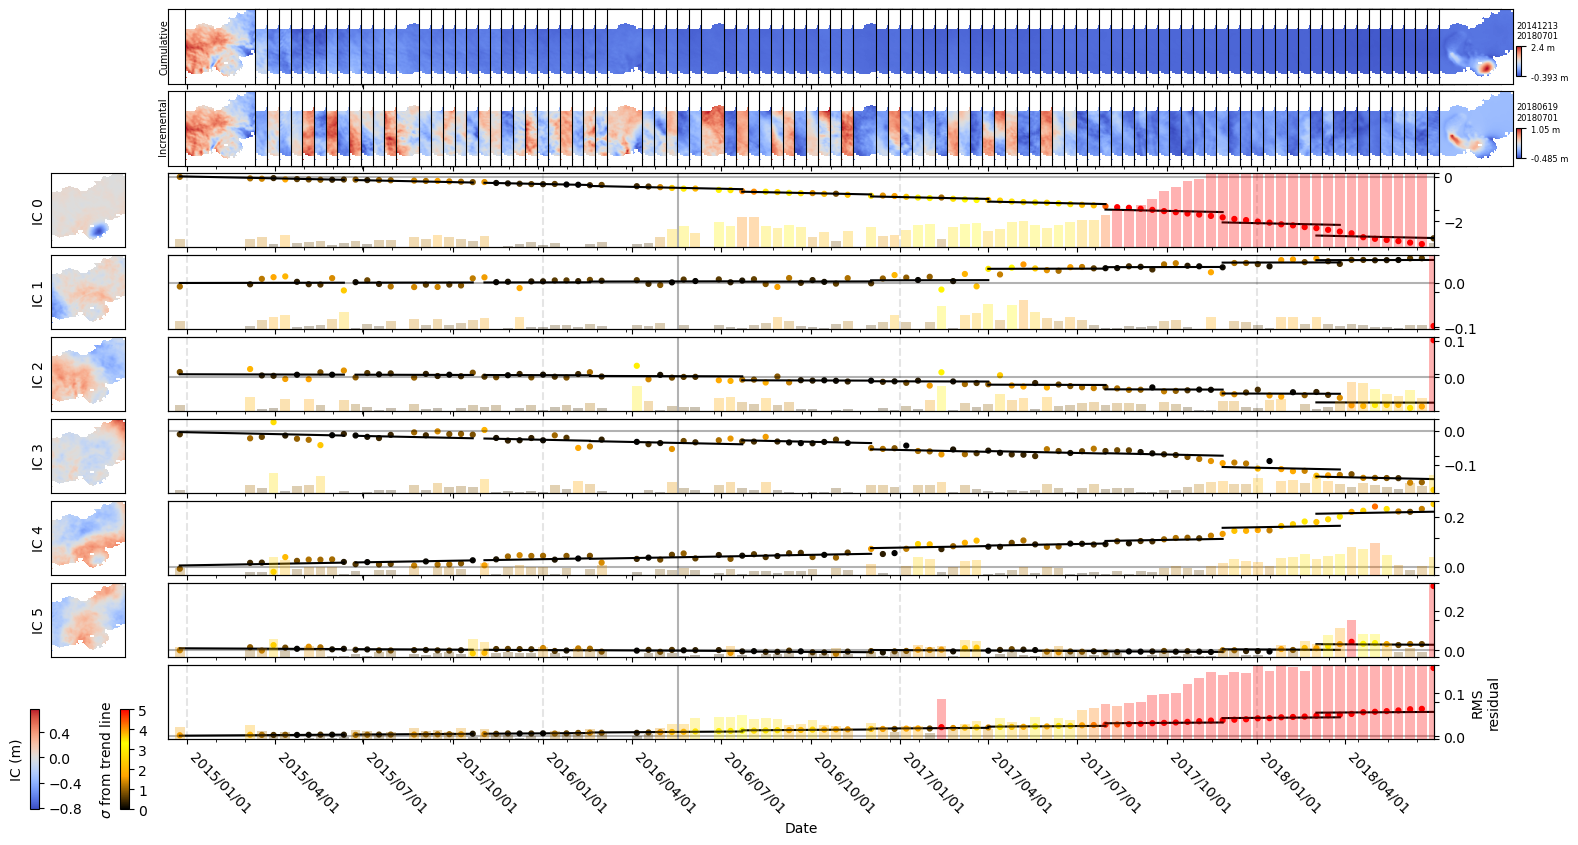 Cumulative
20141213
20180701
2.4 m
-0.393 m
Incremental
20180619
20180701
1.05 m
-0.485 m
IC 0
0
−2
IC 1
0.0
−0.1
IC 2
0.1
0.0
IC 3
0.0
−0.1
IC 4
0.2
0.0
IC 5
0.2
0.0
0.1
0.0
RMS
residual
IC (m)
0.4
0.0
−0.4
−0.8
σ from trend line
5
4
3
2
1
0
2015/01/01
2015/04/01
2015/07/01
2015/10/01
2016/01/01
2016/04/01
2016/07/01
2016/10/01
2017/01/01
2017/04/01
2017/07/01
2017/10/01
2018/01/01
2018/04/01
Date